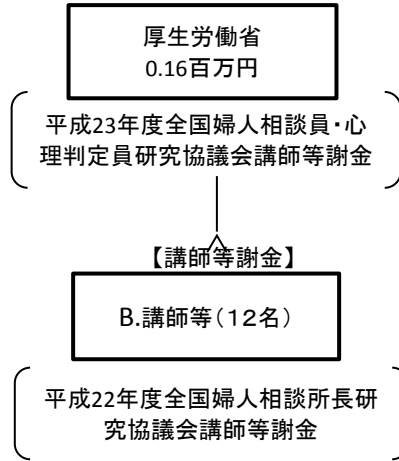 厚生労働省
0.16百万円
平成23年度全国婦人相談員・心
理判定員研究協議会講師等謝金
【講師等謝金】
B.講師等（１２名）
平成22年度全国婦人相談所長研
究協議会講師等謝金